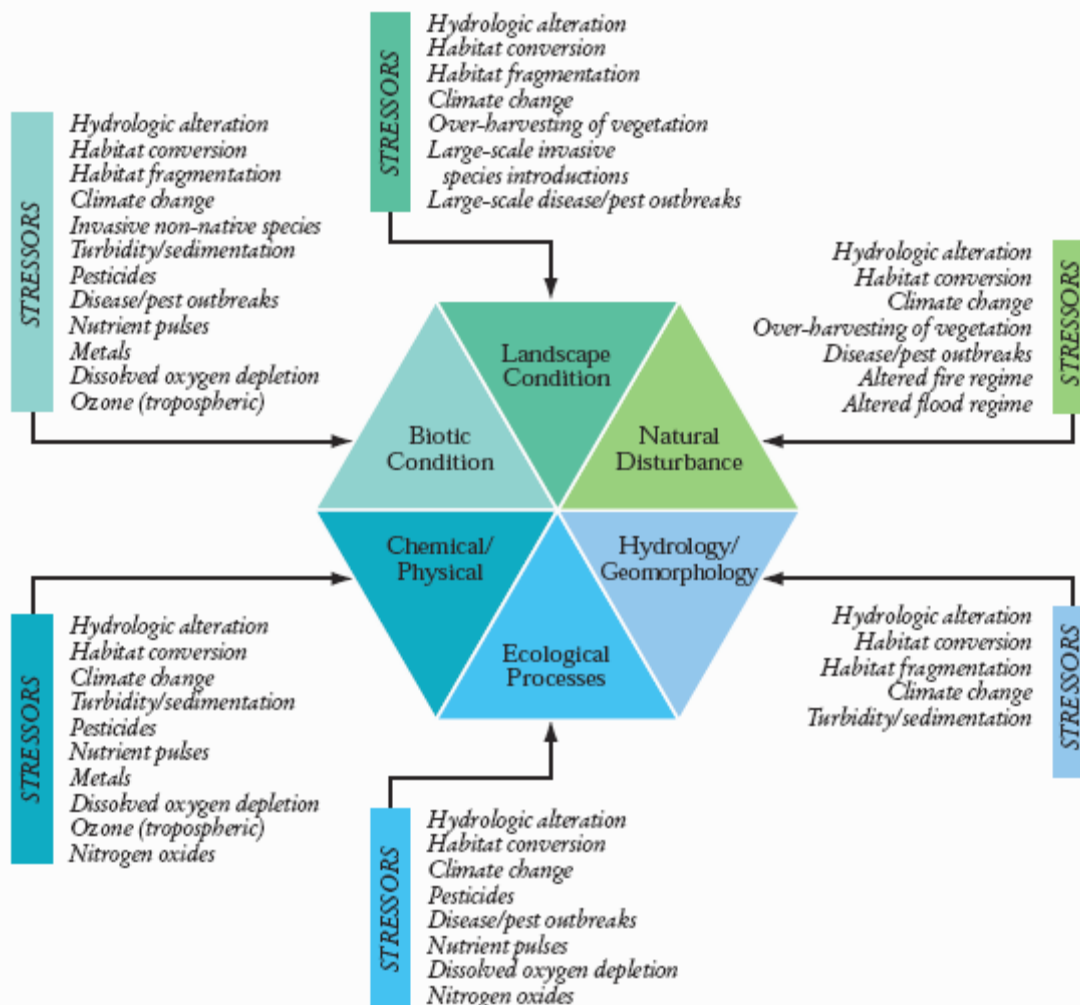 STRESSORS
Hydrologic alteration
Habitat conversion
Habitat fragmentation
Climate change
Over-harvesting of vegetation
Large-scale invasive
species introductions
Large-scale disease/pest outbreaks
STRESSORS
Hydrologic alteration
Habitat conversion
Habitat fragmentation
Climate change
Invasive non-native species
Turbidity/sedimentation
Pesticides
Disease/pest outbreaks
Nutrient pulses
Metals
Dissolved oxygen depletion
Ozone (tropospheric)
Hydrologic alteration
Habitat conversion
Climate change
Over-harvesting of vegetation
Disease/pest outbreaks
Altered fire regime
Altered flood regime
STRESSORS
Landscape
Condition
Biotic
Condition
Natural
Disturbance
Chemical/
Physical
Hydrology/
Geomorphology
Ecological
Processes
STRESSORS
Hydrologic alteration
Habitat conversion
Climate change
Turbidity/sedimentation
Pesticides
Nutrient pulses
Metals
Dissolved oxygen depletion
Ozone (tropospheric)
Nitrogen oxides
Hydrologic alteration
Habitat conversion
Habitat fragmentation
Climate change
Turbidity/sedimentation
STRESSORS
STRESSORS
Hydrologic alteration
Habitat conversion
Climate change
Pesticides
Disease/pest outbreaks
Nutrient pulses
Dissolved oxygen depletion
Nitrogen oxides